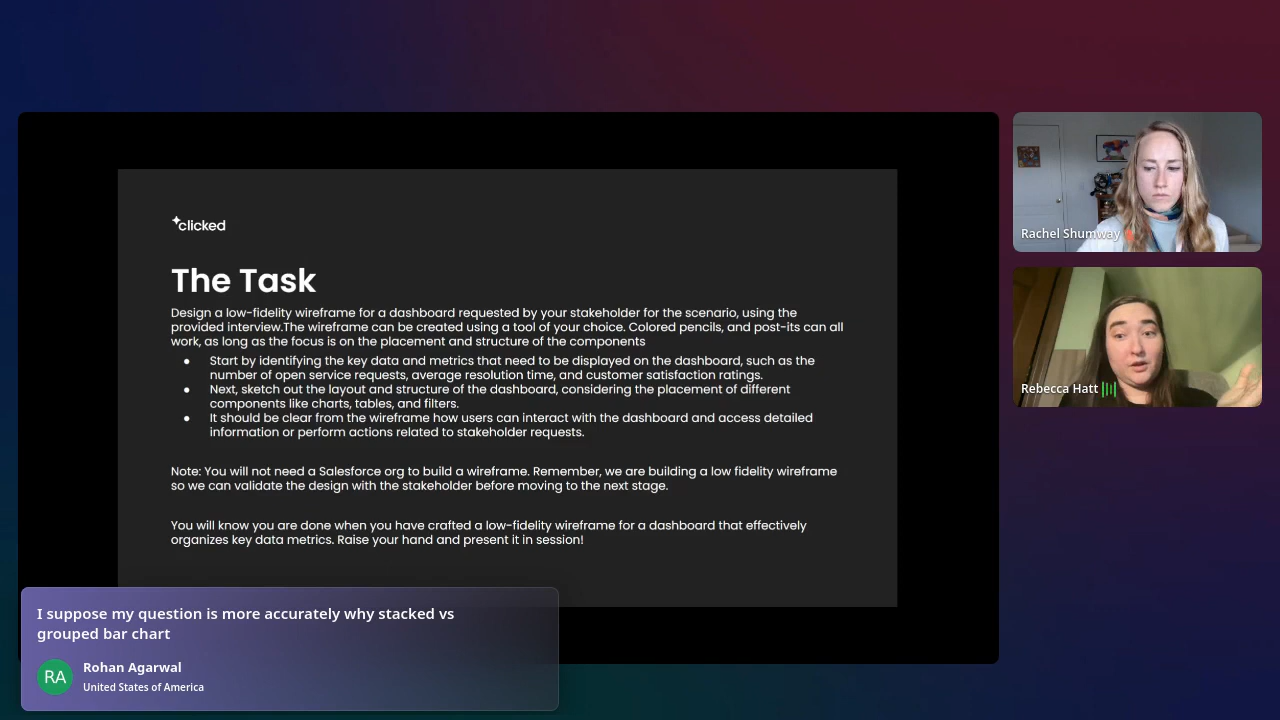 clicked
The Task
Design a low-fidelity wireframe for a dashboard requested by your stakeholder for the scenario, using the
provided interview.The wireframe can be created using a tool of your choice. Colored pencils, and post-its can all
work, as long as the focus is on the placement and structure of the components
● Start by identifying the key data and metrics that need to be displayed on the dashboard, such as the
number of open service requests, average resolution time, and customer satisfaction ratings.
● Next, sketch out the layout and structure of the dashboard, considering the placement of different
components like charts, tables, and filters.
● It should be clear from the wireframe how users can interact with the dashboard and access detailed
information or perform actions related to stakeholder requests.
Note: You will not need a Salesforce org to build a wireframe. Remember, we are building a low fidelity wireframe
so we can validate the design with the stakeholder before moving to the next stage.
You will know you are done when you have crafted a low-fidelity wireframe for a dashboard that effectively
organizes key data metrics. Raise your hand and present it in session!
I suppose my question is more accurately why stacked vs
grouped bar chart
RA
Rohan Agarwal
United States of America
Rachel Shumway
Rebecca Hatt